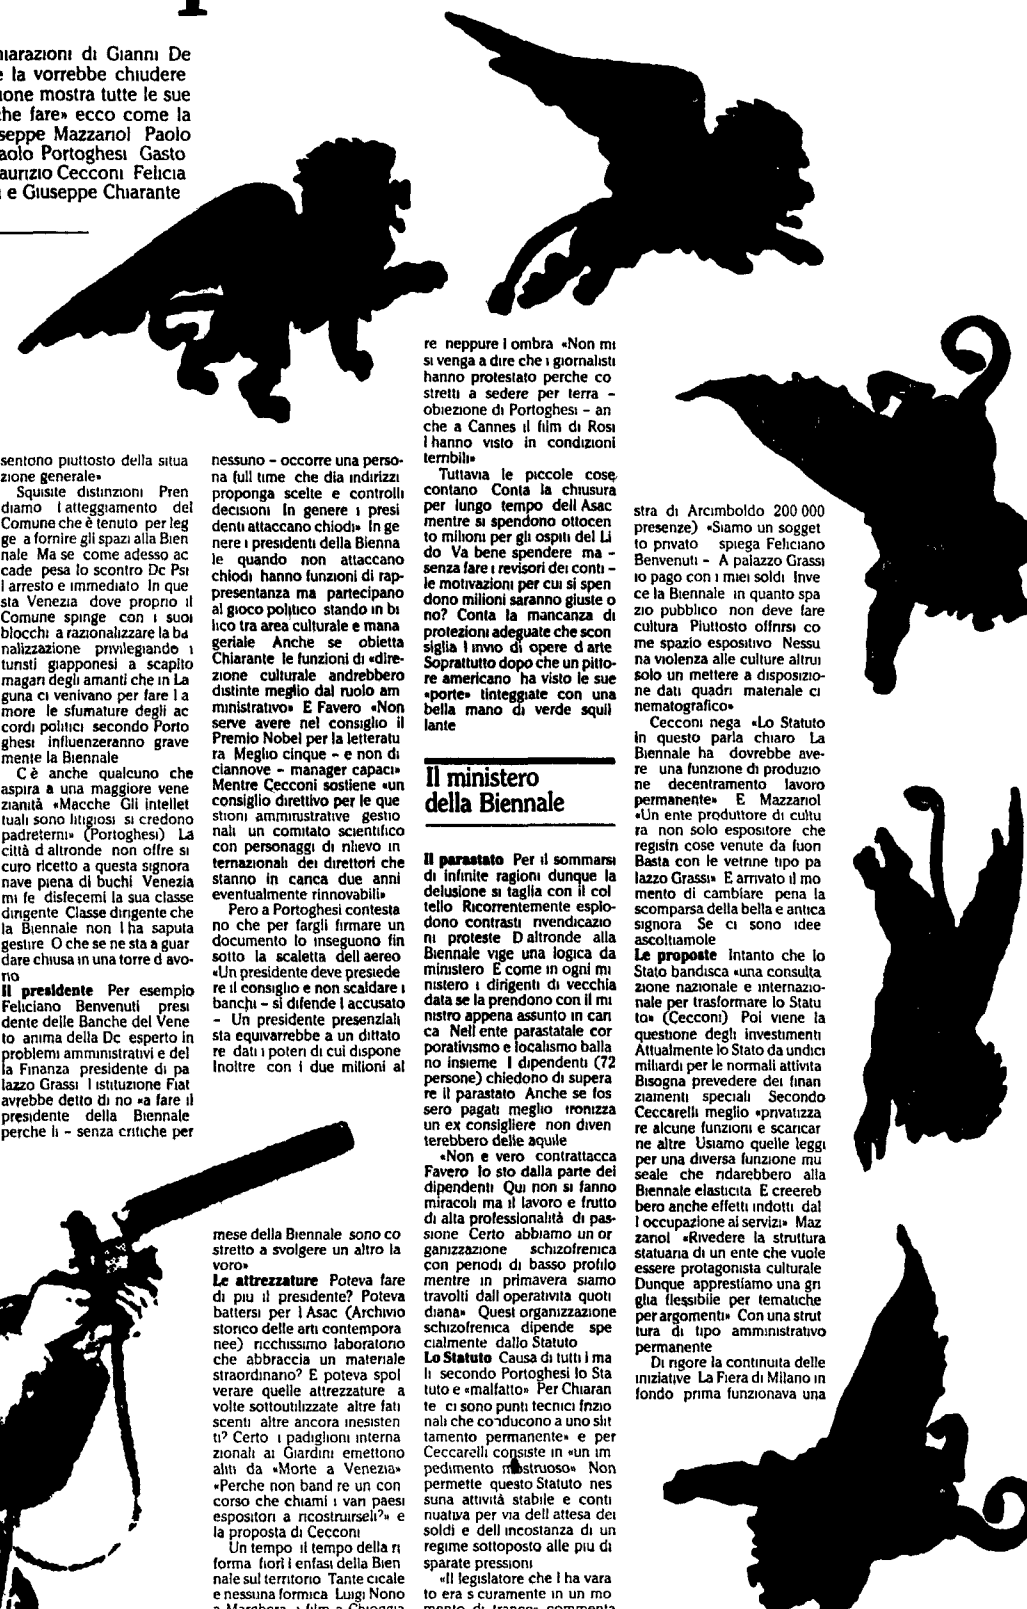 niarazioni di Gianni De
e la vorrebbe chiudere
ione mostra tutte le sue
che fare» ecco come la
seppe Mazzariol Paolo
aolo Portoghesi Gasto
aurizio Cecconi Felicia
i e Giuseppe Chiarante
sentono piuttosto della situa
zione generale»
Squisite distinzioni Pren
diamo l atteggiamento del
Comune che è tenuto per leg
ge a fornire gli spazi alla Bien
nale Ma se come adesso ac
cade pesa lo scontro Dc Psi
l arresto e immediato In que
sta Venezia dove proprio il
Comune spinge con i suoi
blocchi a razionalizzare la ba
nalizzazione privilegiando i
turisti giapponesi a scapito
magari degli amanti che in La
guna ci venivano per fare l a
more le sfumature degli ac
cordi politici secondo Porto
ghesi influenzeranno grave
mente la Biennale
C è anche qualcuno che
aspira a una maggiore vene
zianità «Macche Gli intellet
tuali sono litigiosi si credono
padreterni» (Portoghesi) La
città d altronde non offre si
curo ricetto a questa signora
nave piena di buchi Venezia
mi fe disfecemi la sua classe
dirigente Classe dirigente che
la Biennale non l ha saputa
gestire O che se ne sta a guar
dare chiusa in una torre d avo-
rio
Il presidente Per esempio
Feliciano Benvenuti presi
dente delle Banche del Vene
to anima della Dc esperto in
problemi amministrativi e del
la Finanza presidente di pa
lazzo Grassi l istituzione Fiat
avrebbe detto di no «a fare il
presidente della Biennale
perche li – senza critiche per
nessuno – occorre una perso-
na full time che dia indirizzi
proponga scelte e controlli
decisioni In genere i presi
denti attaccano chiodi» In ge
nere i presidenti della Bienna
le quando non attaccano
chiodi hanno funzioni di rap-
presentanza ma partecipano
al gioco politico stando in bi
lico tra area culturale e mana
geriale Anche se obietta
Chiarante le funzioni di «dire-
zione culturale andrebbero
distinte meglio dal ruolo am
ministrativo» E Favero «Non
serve avere nel consiglio il
Premio Nobel per la letteratu
ra Meglio cinque – e non di
ciannove – manager capaci»
Mentre Cecconi sostiene «un
consiglio direttivo per le que
stioni amministrative gestio
nali un comitato scientifico
con personaggi di rilievo in
ternazionali dei direttori che
stanno in carica due anni
eventualmente rinnovabili»
Pero a Portoghesi contesta
no che per fargli firmare un
documento lo inseguono fin
sotto la scaletta dell aereo
«Un presidente deve presiede
re il consiglio e non scaldare i
banchi – si difende l accusato
– Un presidente presenziali
sta equivarrebbe a un dittato
re dati i poteri di cui dispone
Inoltre con i due milioni al
mese della Biennale sono co
stretto a svolgere un altro la
voro»
Le attrezzature Poteva fare
di piu il presidente? Poteva
battersi per l Asac (Archivio
storico delle arti contempora
nee) ricchissimo laboratorio
che abbraccia un materiale
straordinario? E poteva spol
verare quelle attrezzature a
volte sottoutilizzate altre fati
scenti altre ancora inesisten
ti? Certo i padiglioni interna
zionali ai Giardini emettono
aliti da «Morte a Venezia»
«Perche non band re un con
corso che chiami i vari paesi
espositori a ricostruirseli?» e
la proposta di Cecconi
Un tempo il tempo della ri
forma fiorì l enfasi della Bien
nale sul territorio Tante cicale
e nessuna formica Luigi Nono
a Marghera i film a Chioggia
re neppure l ombra «Non mi
si venga a dire che i giornalisti
hanno protestato perche co
stretti a sedere per terra –
obiezione di Portoghesi – an
che a Cannes il film di Rosi
l hanno visto in condizioni
terribili»
Tuttavia le piccole cose
contano Conta la chiusura
per lungo tempo dell Asac
mentre si spendono ottocen
to milioni per gli ospiti del Li
do Va bene spendere ma –
senza fare i revisori dei conti –
le motivazioni per cui si spen
dono milioni saranno giuste o
no? Conta la mancanza di
protezioni adeguate che scon
siglia l invio di opere d arte
Soprattutto dopo che un pitto-
re americano ha visto le sue
«porte» tinteggiate con una
bella mano di verde squil
lante
Il ministero
della Biennale
Il parastato Per il sommarsi
di infinite ragioni dunque la
delusione si taglia con il col
tello Ricorrentemente esplo-
dono contrasti rivendicazio
ni proteste D altronde alla
Biennale vige una logica da
ministero E come in ogni mi
nistero i dirigenti di vecchia
data se la prendono con il mi
nistro appena assunto in cari
ca Nell ente parastatale cor
porativismo e localismo balla
no insieme I dipendenti (72
persone) chiedono di supera
re il parastato Anche se fos
sero pagati meglio ironizza
un ex consigliere non diven
terebbero delle aquile
«Non e vero contrattacca
Favero Io sto dalla parte dei
dipendenti Qui non si fanno
miracoli ma il lavoro e frutto
di alta professionalità di pas-
sione Certo abbiamo un or
ganizzazione schizofrenica
con periodi di basso profilo
mentre in primavera siamo
travolti dall operativita quoti
diana» Quest organizzazione
schizofrenica dipende spe
cialmente dallo Statuto
Lo Statuto Causa di tutti i ma
li secondo Portoghesi lo Sta
tuto e «malfatto» Per Chiaran
te ci sono punti tecnici frizio
nali che conducono a uno slit
tamento permanente» e per
Ceccarelli consiste in «un im
pedimento mostruoso» Non
permette questo Statuto nes
suna attività stabile e conti
nuativa per via dell attesa dei
soldi e dell incostanza di un
regime sottoposto alle piu di
sparate pressioni
«Il legislatore che l ha vara
to era s curamente in un mo
mento di trance» commenta
stra di Arcimboldo 200 000
presenze) «Siamo un sogget
to privato spiega Feliciano
Benvenuti – A palazzo Grassi
io pago con i miei soldi Inve
ce la Biennale in quanto spa
zio pubblico non deve fare
cultura Piuttosto offrirsi co
me spazio espositivo Nessu
na violenza alle culture altrui
solo un mettere a disposizio-
ne dati quadri materiale ci
nematografico»
Cecconi nega «Lo Statuto
in questo parla chiaro La
Biennale ha dovrebbe ave-
re una funzione di produzio
ne decentramento lavoro
permanente» E Mazzariol
«Un ente produttore di cultu
ra non solo espositore che
registri cose venute da fuori
Basta con le vetrine tipo pa
lazzo Grassi» E arrivato il mo
mento di cambiare pena la
scomparsa della bella e antica
signora Se ci sono idee
ascoltiamole
Le proposte Intanto che lo
Stato bandisca «una consulta
zione nazionale e internazio-
nale per trasformare lo Statu
to» (Cecconi) Poi viene la
questione degli investimenti
Attualmente lo Stato da undici
miliardi per le normali attivita
Bisogna prevedere dei finan
ziamenti speciali Secondo
Ceccarelli meglio «privatizza
re alcune funzioni e scaricar
ne altre Usiamo quelle leggi
per una diversa funzione mu
seale che ridarebbero alla
Biennale elasticita E creereb
bero anche effetti indotti dal
l occupazione ai servizi» Maz
zariol «Rivedere la struttura
statuaria di un ente che vuole
essere protagonista culturale
Dunque apprestiamo una gri
glia flessibile per tematiche
per argomenti» Con una strut
tura di tipo amministrativo
permanente
Di rigore la continuita delle
iniziative La Fiera di Milano in
fondo prima funzionava una